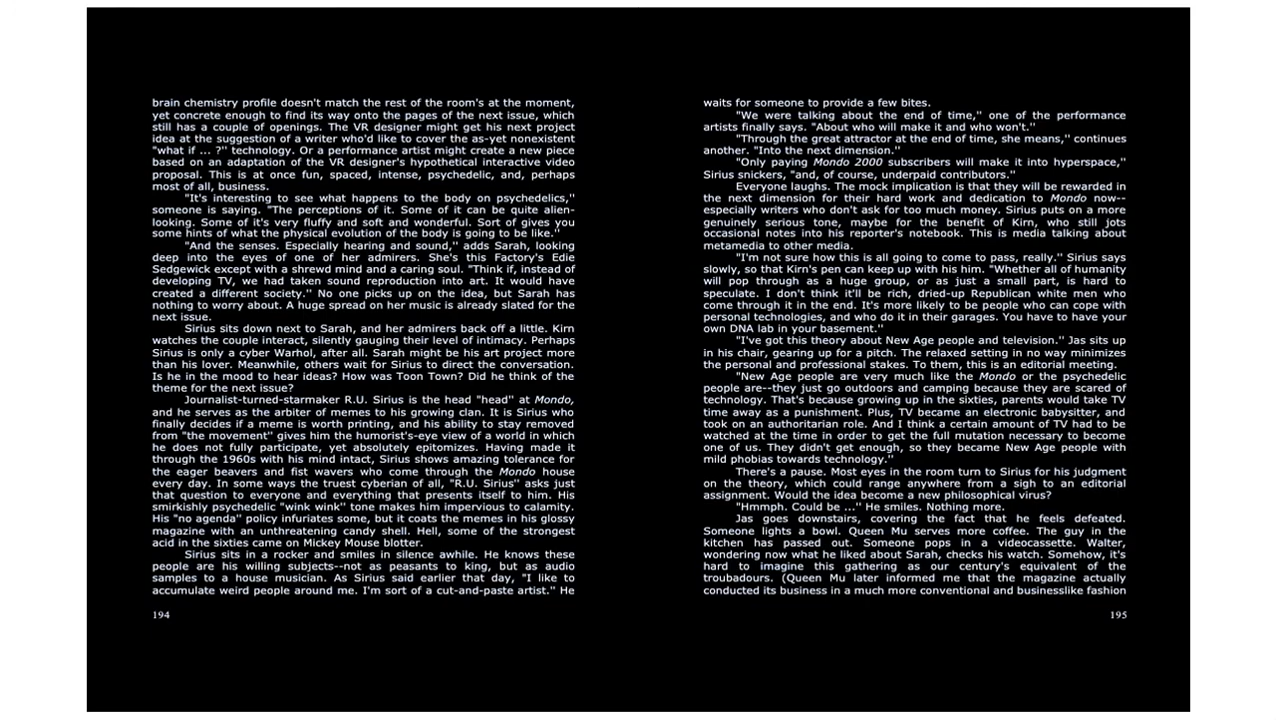 brain chemistry profile doesn't match the rest of the room's at the moment,
yet concrete enough to find its way onto the pages of the next issue, which
still has a couple of openings. The VR designer might get his next project
idea at the suggestion of a writer who'd like to cover the as-yet nonexistent
"what if ... ?" technology. Or a performance artist might create a new piece
based on an adaptation of the VR designer's hypothetical interactive video
proposal. This is at once fun, spaced, intense, psychedelic, and, perhaps
most of all, business.
"It's interesting to see what happens to the body on psychedelics,"
someone is saying. "The perceptions of it. Some of it can be quite alien-
looking. Some of it's very fluffy and soft and wonderful. Sort of gives you
some hints of what the physical evolution of the body is going to be like."
"And the senses. Especially hearing and sound," adds Sarah, looking
deep into the eyes of one of her admirers. She's this Factory's Edie
Sedgewick except with a shrewd mind and a caring soul. "Think if, instead of
developing TV, we had taken sound reproduction into art. It would have
created a different society." No one picks up on the idea, but Sarah has
nothing to worry about. A huge spread on her music is already slated for the
next issue.
Sirius sits down next to Sarah, and her admirers back off a little. Kirn
watches the couple interact, silently gauging their level of intimacy. Perhaps
Sirius is only a cyber Warhol, after all. Sarah might be his art project more
than his lover. Meanwhile, others wait for Sirius to direct the conversation.
Is he in the mood to hear ideas? How was Toon Town? Did he think of the
theme for the next issue?
Journalist-turned-starmaker R.U. Sirius is the head "head" at Mondo,
and he serves as the arbiter of memes to his growing clan. It is Sirius who
finally decides if a meme is worth printing, and his ability to stay removed
from "the movement" gives him the humorist's-eye view of a world in which
he does not fully participate, yet absolutely epitomizes. Having made it
through the 1960s with his mind intact, Sirius shows amazing tolerance for
the eager beavers and fist wavers who come through the Mondo house
every day. In some ways the truest cyberian of all, "R.U. Sirius" asks just
that question to everyone and everything that presents itself to him. His
smirkishly psychedelic "wink wink" tone makes him impervious to calamity.
His "no agenda" policy infuriates some, but it coats the memes in his glossy
magazine with an unthreatening candy shell. Hell, some of the strongest
acid in the sixties came on Mickey Mouse blotter.
Sirius sits in a rocker and smiles in silence awhile. He knows these
people are his willing subjects--not as peasants to king, but as audio
samples to a house musician. As Sirius said earlier that day, "I like to
accumulate weird people around me. I'm sort of a cut-and-paste artist." He
194
waits for someone to provide a few bites.
"We were talking about the end of time," one of the performance
artists finally says. "About who will make it and who won't."
"Through the great attractor at the end of time, she means," continues
another. "Into the next dimension."
"Only paying Mondo 2000 subscribers will make it into hyperspace,"
Sirius snickers, "and, of course, underpaid contributors."
Everyone laughs. The mock implication is that they will be rewarded in
the next dimension for their hard work and dedication to Mondo now--
especially writers who don't ask for too much money. Sirius puts on a more
genuinely serious tone, maybe for the benefit of Kirn, who still jots
occasional notes into his reporter's notebook. This is media talking about
metamedia to other media.
"I'm not sure how this is all going to come to pass, really." Sirius says
slowly, so that Kirn's pen can keep up with his him. "Whether all of humanity
will pop through as a huge group, or as just a small part, is hard to
speculate. I don't think it'll be rich, dried-up Republican white men who
come through it in the end. It's more likely to be people who can cope with
personal technologies, and who do it in their garages. You have to have your
own DNA lab in your basement."
"I've got this theory about New Age people and television." Jas sits up
in his chair, gearing up for a pitch. The relaxed setting in no way minimizes
the personal and professional stakes. To them, this is an editorial meeting.
"New Age people are very much like the Mondo or the psychedelic
people are--they just go outdoors and camping because they are scared of
technology. That's because growing up in the sixties, parents would take TV
time away as a punishment. Plus, TV became an electronic babysitter, and
took on an authoritarian role. And I think a certain amount of TV had to be
watched at the time in order to get the full mutation necessary to become
one of us. They didn't get enough, so they became New Age people with
mild phobias towards technology."
There's a pause. Most eyes in the room turn to Sirius for his judgment
on the theory, which could range anywhere from a sigh to an editorial
assignment. Would the idea become a new philosophical virus?
"Hmmph. Could be ..." He smiles. Nothing more.
Jas goes downstairs, covering the fact that he feels defeated.
Someone lights a bowl. Queen Mu serves more coffee. The guy in the
kitchen has passed out. Someone pops in a videocassette. Walter,
wondering now what he liked about Sarah, checks his watch. Somehow, it's
hard to imagine this gathering as our century's equivalent of the
troubadours. (Queen Mu later informed me that the magazine actually
conducted its business in a much more conventional and businesslike fashion
195